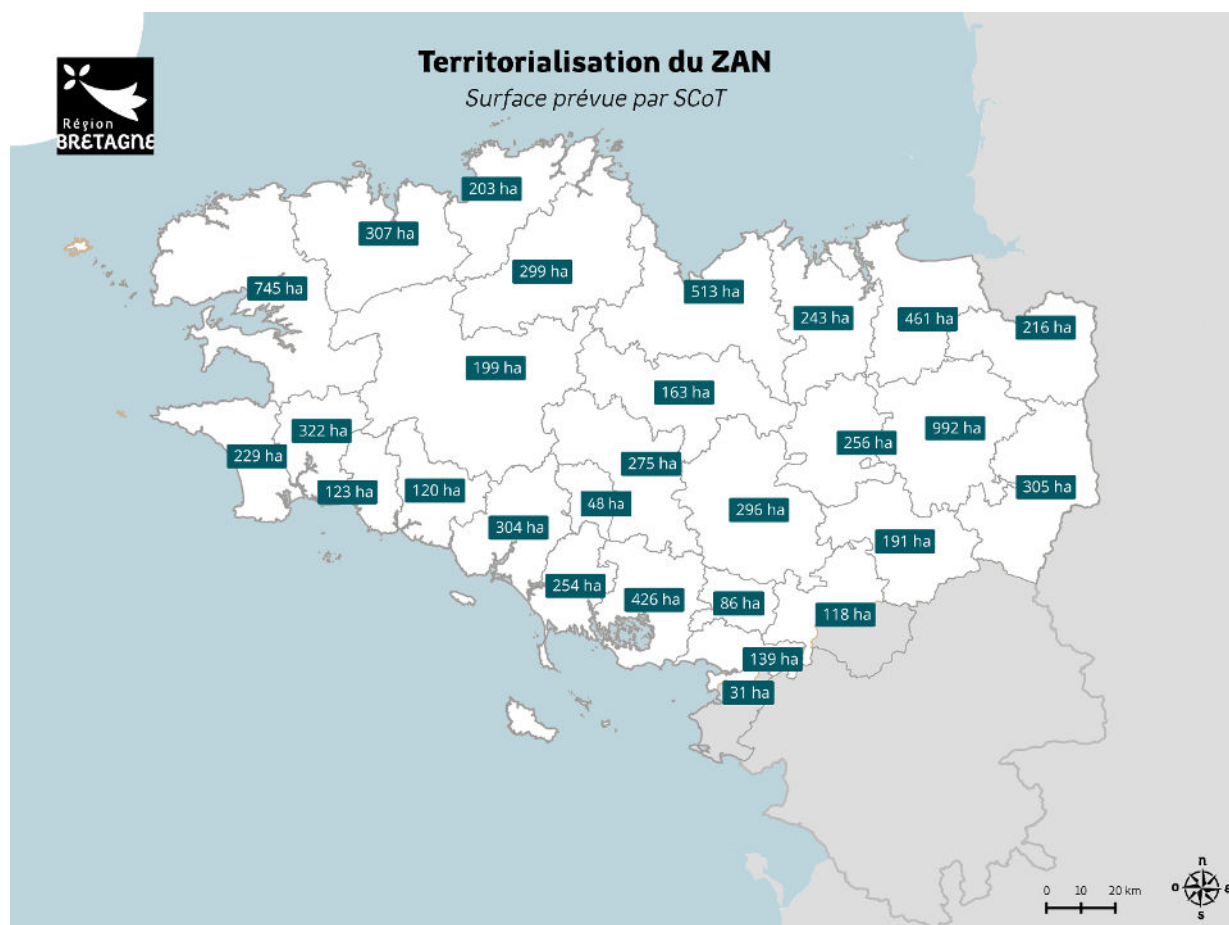 Territorialisation du ZAN
Surface prévue par SCoT
Région
BRETAGNE
203 ha
307 ha
299 ha
745 ha
513 ha
243 ha
461 ha
216 ha
199 ha
163 ha
322 ha
992 ha
256 ha
229 ha
275 ha
123 ha
120 ha
305 ha
48 ha
296 ha
304 ha
191 ha
254 ha
426 ha
86 ha
118 ha
139 ha
31 ha
n
o
e
s
0 10 20 km